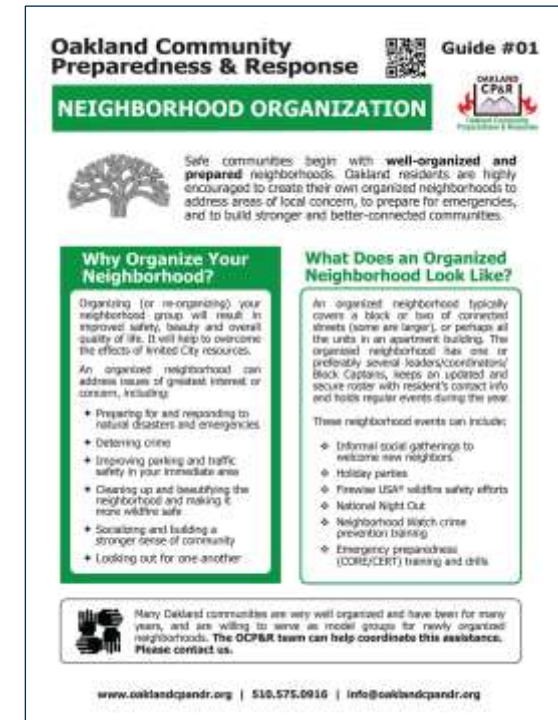 Oakland Community
Preparedness & Response
Guide #01
OAKLAND
CP&R
Oakland Community
Preparedness & Response
NEIGHBORHOOD ORGANIZATION
Safe communities begin with well-organized and
prepared neighborhoods. Oakland residents are highly
encouraged to create their own organized neighborhoods to
address areas of local concern, to prepare for emergencies,
and to build stronger and better-connected communities.
Why Organize Your
Neighborhood?
Organizing (or re-organizing) your
neighborhood group will result in
improved safety, beauty and overall
quality of life. It will help to overcome
the effects of limited City resources.
An organized neighborhood can
address issues of greatest interest or
concern, including:
✦ Preparing for and responding to
natural disasters and emergencies
✦ Deterring crime
✦ Improving parking and traffic
safety in your immediate area
✦ Cleaning up and beautifying the
neighborhood and making it
more wildfire safe
✦ Socializing and building a
stronger sense of community
✦ Looking out for one another
What Does an Organized
Neighborhood Look Like?
An organized neighborhood typically
covers a block or two of connected
streets (some are larger), or perhaps all
the units in an apartment building. The
organized neighborhood has one or
preferably several leaders/coordinators/
Block Captains, keeps an updated and
secure roster with resident's contact info
and holds regular events during the year.
These neighborhood events can include:
❖ Informal social gatherings to
welcome new neighbors
❖ Holiday parties
❖ Firewise USA® wildfire safety efforts
❖ National Night Out
❖ Neighborhood Watch crime
prevention training
❖ Emergency preparedness
(CORE/CERT) training and drills
Many Oakland communities are very well organized and have been for many
years, and are willing to serve as model groups for newly organized
neighborhoods. The OCP&R team can help coordinate this assistance.
Please contact us.
www.oaklandcpandr.org | 510.575.0916 | info@oaklandcpandr.org